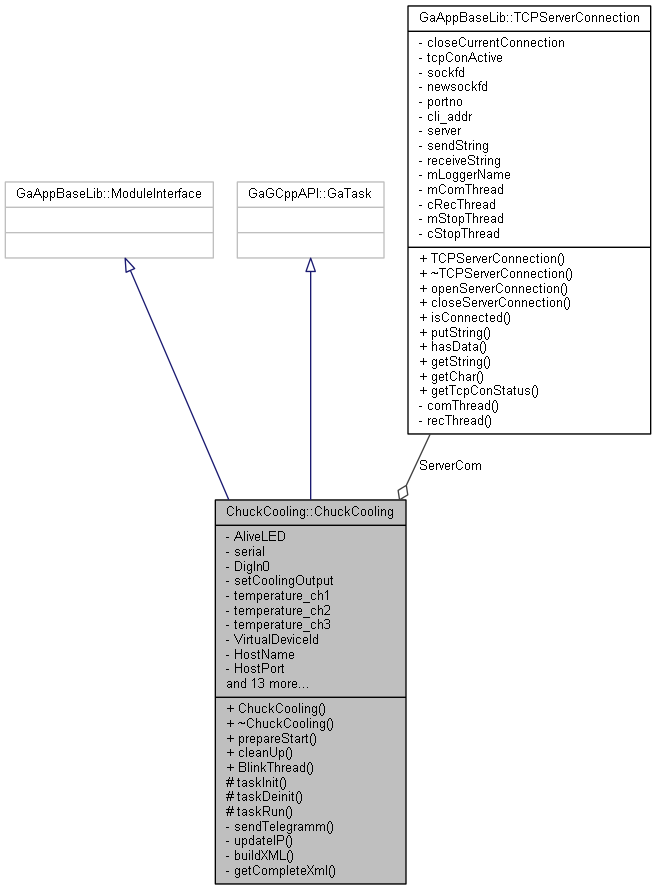 GaAppBaseLib::TCPServerConnection
- closeCurrentConnection
- tcpConActive
- sockfd
- newsockfd
- portno
- cli_addr
- server
- sendString
- receiveString
- mLoggerName
- mComThread
- cRecThread
- mStopThread
- cStopThread
+ TCPServerConnection()
+ ~TCPServerConnection()
+ openServerConnection()
+ closeServerConnection()
+ isConnected()
+ putString()
+ hasData()
+ getString()
+ getChar()
+ getTcpConStatus()
- comThread()
- recThread()
GaAppBaseLib::ModuleInterface
GaGCppAPI::GaTask
ServerCom
ChuckCooling::ChuckCooling
- AliveLED
- serial
- DigIn0
- setCoolingOutput
- temperature_ch1
- temperature_ch2
- temperature_ch3
- VirtualDeviceId
- HostName
- HostPort
and 13 more...
+ ChuckCooling()
+ ~ChuckCooling()
+ prepareStart()
+ cleanUp()
+ BlinkThread()
# taskInit()
# taskDeinit()
# taskRun()
- sendTelegramm()
- updateIP()
- buildXML()
- getCompleteXml()